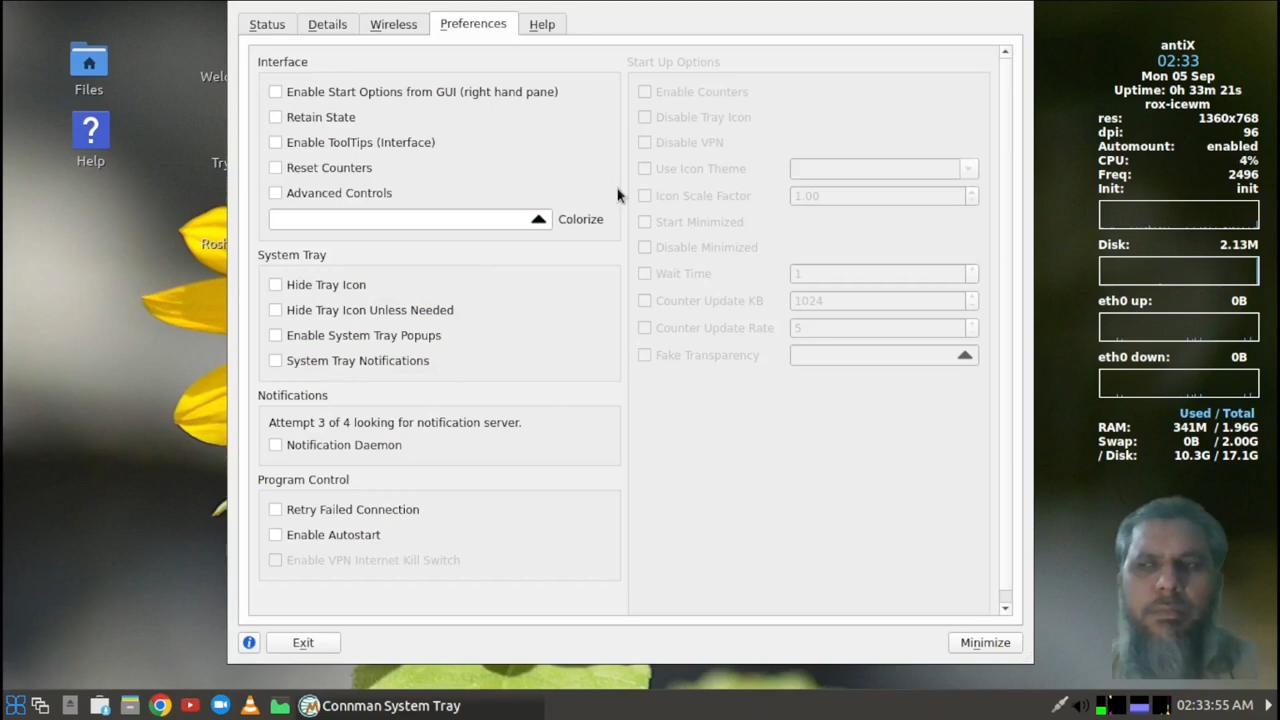 Status
Details
Wireless
Preferences
Help
Files
Help
Welc
Try
Rosh
Interface
Enable Start Options from GUI (right hand pane)
Retain State
Enable ToolTips (Interface)
Reset Counters
Advanced Controls
Colorize
System Tray
Hide Tray Icon
Hide Tray Icon Unless Needed
Enable System Tray Popups
System Tray Notifications
Notifications
Attempt 3 of 4 looking for notification server.
Notification Daemon
Program Control
Retry Failed Connection
Enable Autostart
Enable VPN Internet Kill Switch
Start Up Options
Enable Counters
Disable Tray Icon
Disable VPN
Use Icon Theme
Icon Scale Factor 1.00
Start Minimized
Disable Minimized
Wait Time 1
Counter Update KB 1024
Counter Update Rate 5
Fake Transparency
Exit
Minimize
antiX
02:33
Mon 05 Sep
Uptime: 0h 33m 21s
rox-icewm
res: 1360x768
dpi: 96
Automount: enabled
CPU: 4%
Freq: 2496
Init: init
Disk: 2.13M
eth0 up: 0B
eth0 down: 0B
Used / Total
RAM: 341M / 1.96G
Swap: 0B / 2.00G
/ Disk: 10.3G / 17.1G
Connman System Tray
02:33:55 AM